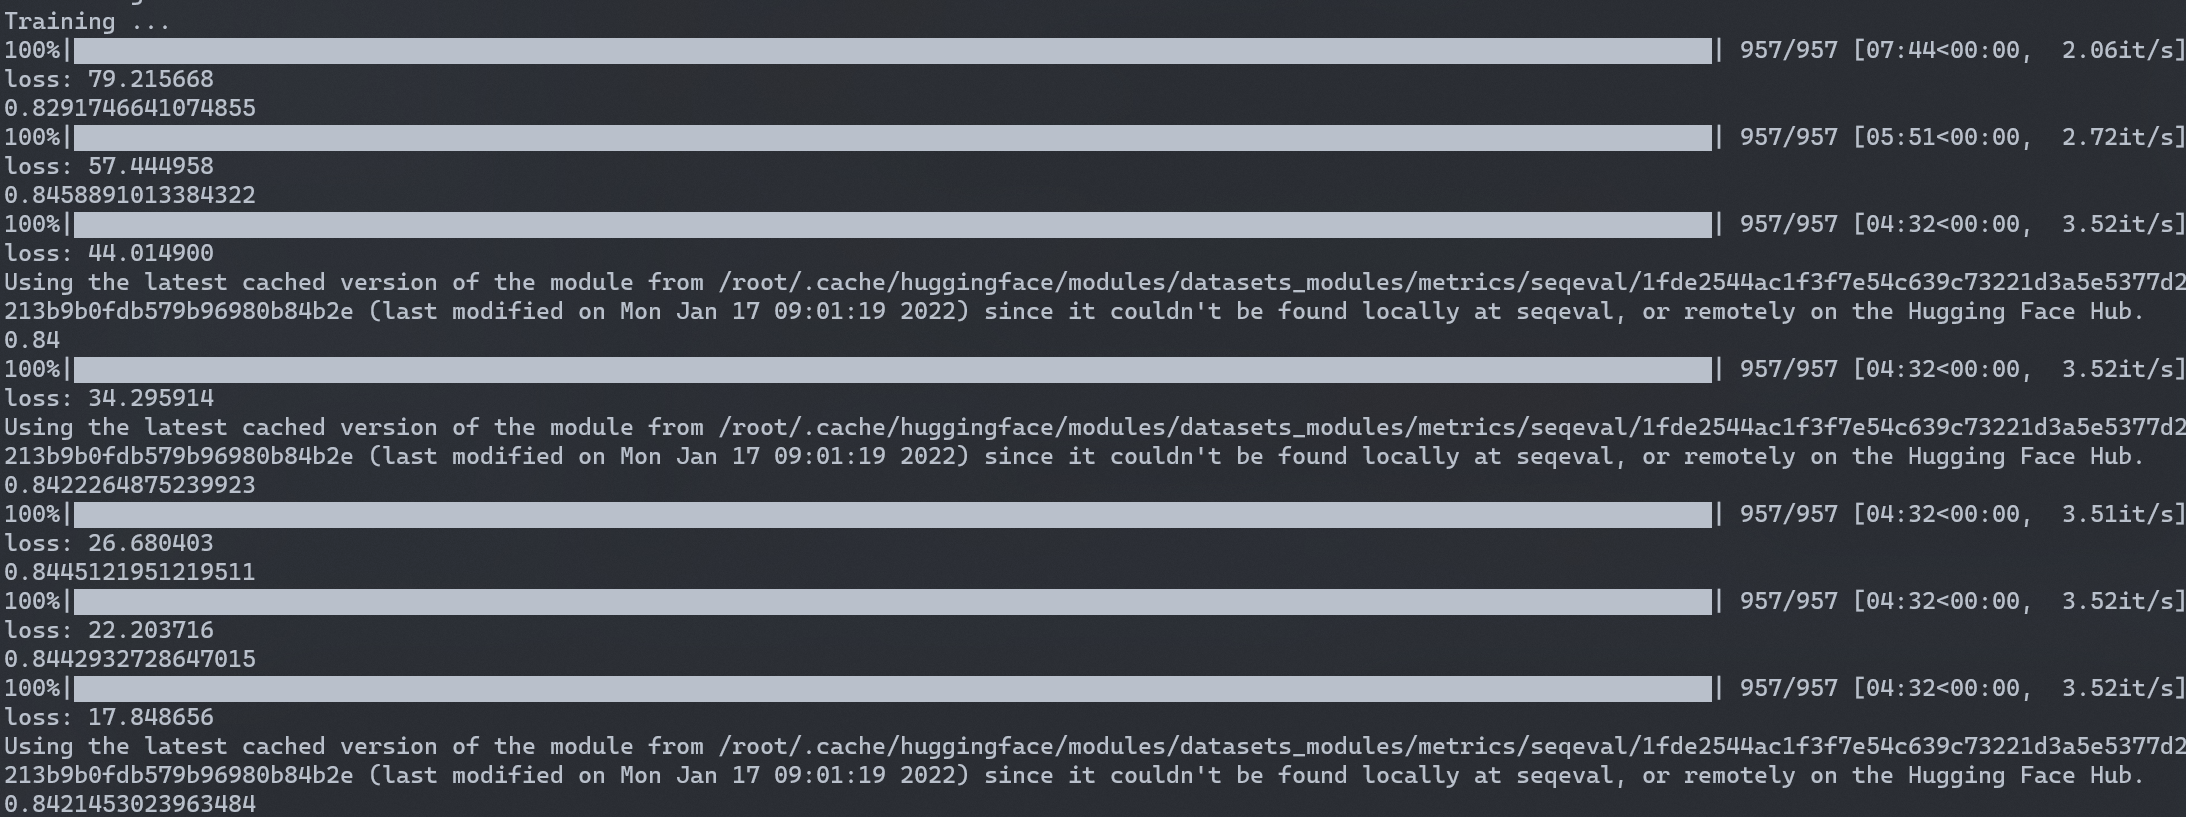 Training ...
100%| | 957/957 [07:44<00:00,  2.06it/s]
loss: 79.215668
0.8291746641074855
100%| | 957/957 [05:51<00:00,  2.72it/s]
loss: 57.444958
0.8458891013384322
100%| | 957/957 [04:32<00:00,  3.52it/s]
loss: 44.014900
Using the latest cached version of the module from /root/.cache/huggingface/modules/datasets_modules/metrics/seqeval/1fde2544ac1f3f7e54c639c73221d3a5e5377d2
213b9b0fdb579b96980b84b2e (last modified on Mon Jan 17 09:01:19 2022) since it couldn't be found locally at seqeval, or remotely on the Hugging Face Hub.
0.84
100%| | 957/957 [04:32<00:00,  3.52it/s]
loss: 34.295914
Using the latest cached version of the module from /root/.cache/huggingface/modules/datasets_modules/metrics/seqeval/1fde2544ac1f3f7e54c639c73221d3a5e5377d2
213b9b0fdb579b96980b84b2e (last modified on Mon Jan 17 09:01:19 2022) since it couldn't be found locally at seqeval, or remotely on the Hugging Face Hub.
0.8422264875239923
100%| | 957/957 [04:32<00:00,  3.51it/s]
loss: 26.680403
0.8445121951219511
100%| | 957/957 [04:32<00:00,  3.52it/s]
loss: 22.203716
0.8442932728647015
100%| | 957/957 [04:32<00:00,  3.52it/s]
loss: 17.848656
Using the latest cached version of the module from /root/.cache/huggingface/modules/datasets_modules/metrics/seqeval/1fde2544ac1f3f7e54c639c73221d3a5e5377d2
213b9b0fdb579b96980b84b2e (last modified on Mon Jan 17 09:01:19 2022) since it couldn't be found locally at seqeval, or remotely on the Hugging Face Hub.
0.8421453023963484